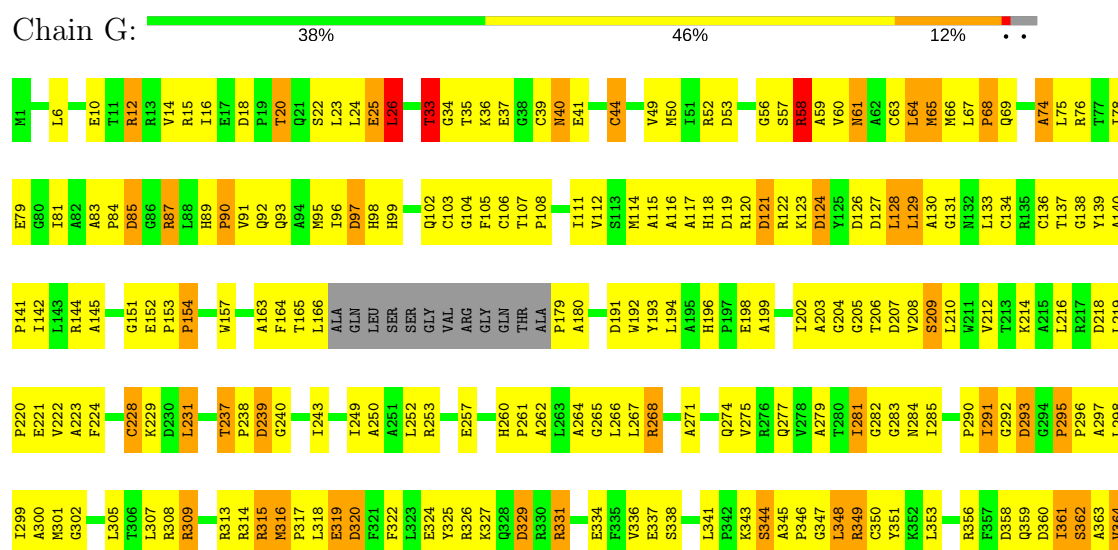 Chain G:
38% 46% 12% • •
M1 L6 E10 T11 R12 R13 V14 R15 I16 E17 D18 P19 T20 Q21 S22 L23 L24 E25 L26 T33 G34 T35 K36 E37 G38 C39 N40 E41 C44 V49 M50 I51 R52 D53 G56 S57 R58 A59 V60 N61 A62 C63 L64 M65 M66 L67 P68 Q69 A74 L75 R76 T77 I78
E79 G80 I81 A82 A83 P84 D85 G86 R87 L88 H89 P90 V91 Q92 Q93 A94 M95 I96 D97 H98 H99 Q102 C103 G104 F105 C106 T107 P108 I111 V112 S113 M114 A115 A116 A117 H118 D119 R120 D121 R122 K123 D124 Y125 D126 D127 L128 L129 A130 G131 N132 L133 C134 R135 C136 T137 G138 Y139 A140
P141 I142 L143 R144 A145 G151 E152 P153 P154 W157 A163 F164 T165 L166 ALA GLN LEU SER SER GLY VAL ARG GLY GLN THR ALA P179 A180 D191 W192 Y193 L194 A195 H196 P197 E198 A199 I202 A203 G204 G205 T206 D207 V208 S209 L210 W211 V212 T213 K214 A215 L216 R217 D218 L219
P220 E221 V222 A223 F224 C228 K229 D230 L231 T237 P238 D239 G240 I243 I249 A250 A251 L252 R253 E257 H260 P261 A262 L263 A264 G265 L266 L267 R268 A271 Q274 V275 R276 Q277 V278 A279 T280 I281 G282 G283 N284 I285 P290 I291 G292 D293 G294 P295 P296 A297 L298
I299 A300 M301 G302 L305 T306 L307 R308 R309 R313 R314 R315 M316 P317 L318 E319 D320 F321 F322 L323 E324 Y325 R326 K327 Q328 D329 R330 R331 E334 F335 V336 E337 S338 L341 P342 K343 S344 A345 P346 G347 L348 R349 C350 Y351 K352 L353 R356 F357 D358 Q359 D360 I361 S362 A363